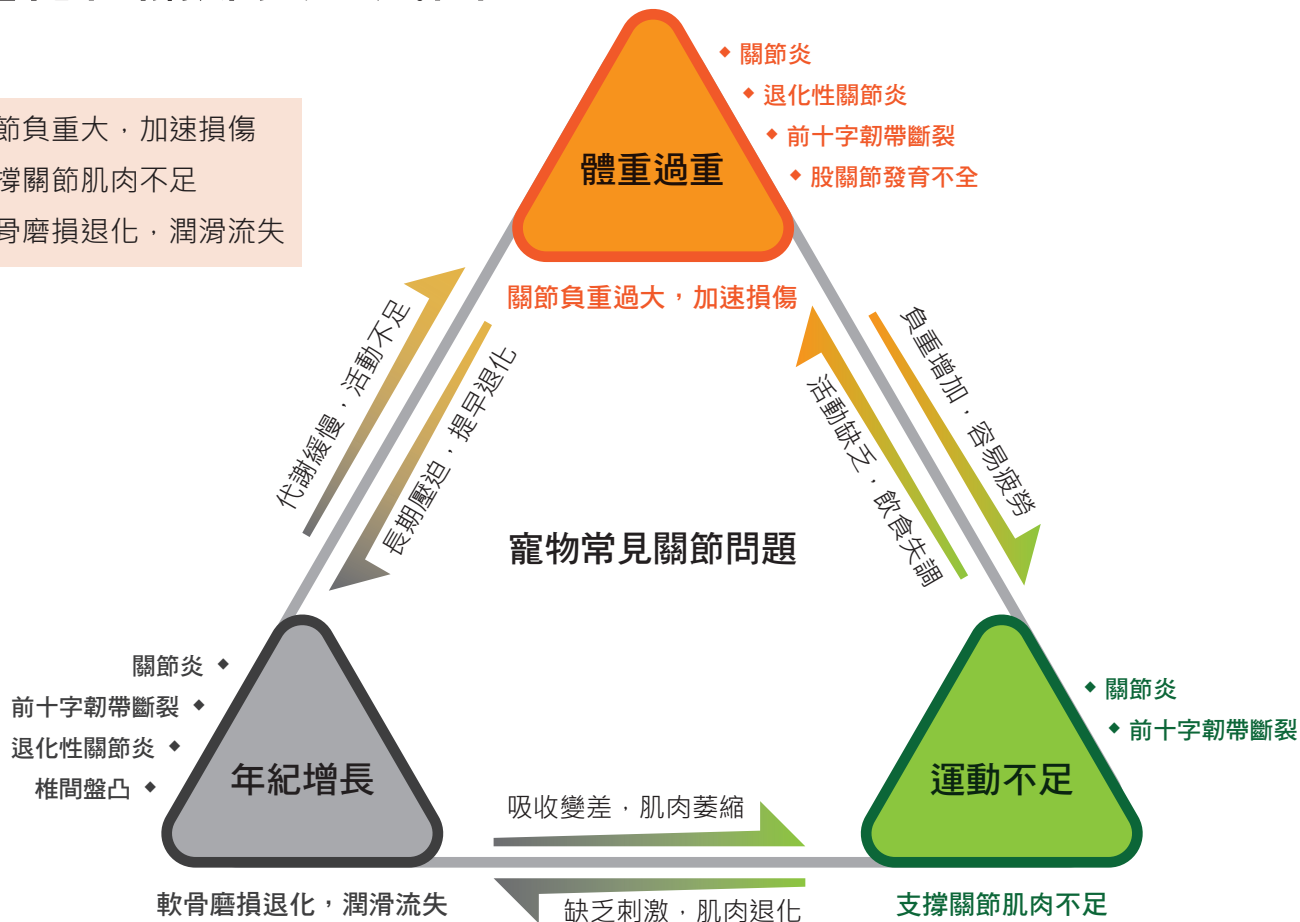 節負重大，加速損傷
撐關節肌肉不足
骨磨損退化，潤滑流失
體重過重
◆ 關節炎
◆ 退化性關節炎
◆ 前十字韌帶斷裂
◆ 股關節發育不全
關節負重過大，加速損傷
代謝緩慢，活動不足
長期壓迫，提早退化
活動缺乏，飲食失調
負重增加，容易疲勞
寵物常見關節問題
關節炎 ◆
前十字韌帶斷裂 ◆
退化性關節炎 ◆
椎間盤凸 ◆
年紀增長
軟骨磨損退化，潤滑流失
吸收變差，肌肉萎縮
缺乏刺激，肌肉退化
◆ 關節炎
◆ 前十字韌帶斷裂
運動不足
支撐關節肌肉不足